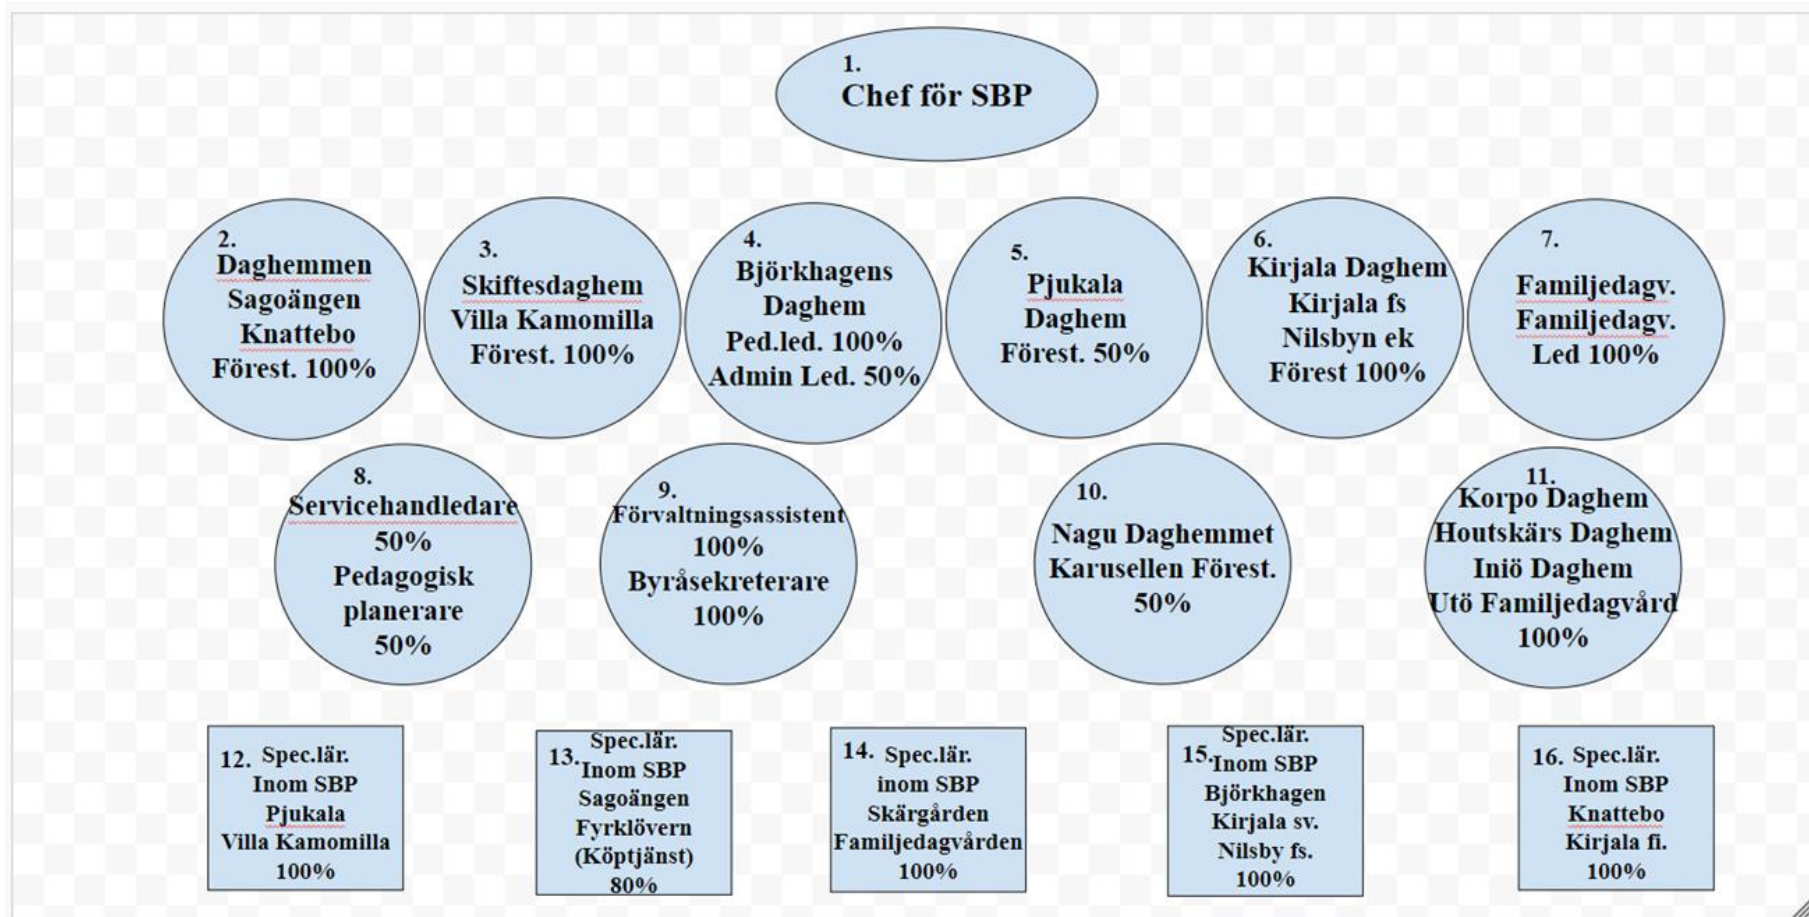 1.
Chef för SBP
2.
Daghemmen
Sagoängen
Knattebo
Förest. 100%
3.
Skiftesdaghem
Villa Kamomilla
Förest. 100%
4.
Björkhagens
Daghem
Ped.led. 100%
Admin Led. 50%
5.
Pjukala
Daghem
Förest. 50%
6.
Kirjala Daghem
Kirjala fs
Nilsbyn ek
Förest 100%
7.
Familjedagv.
Familjedagv.
Led 100%
8.
Servicehandledare
50%
Pedagogisk
planerare
50%
9.
Förvaltningsassistent
100%
Byråsekreterare
100%
10.
Nagu Daghemmet
Karusellen Förest.
50%
11.
Korpo Daghem
Houtskärs Daghem
Iniö Daghem
Utö Familjedagvård
100%
12. Spec.lär.
Inom SBP
Pjukala
Villa Kamomilla
100%
Spec.lär.
13. Inom SBP
Sagoängen
Fyrklövern
(Köptjänst)
80%
14. Spec.lär.
inom SBP
Skärgården
Familjedagvården
100%
Spec.lär.
15. Inom SBP
Björkhagen
Kirjala sv.
Nilsby fs.
100%
16. Spec.lär.
Inom SBP
Knattebo
Kirjala fi.
100%